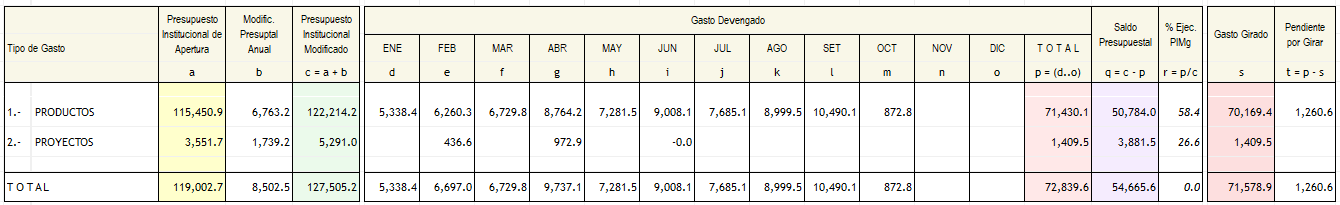 Tipo de Gasto | Presupuesto Institucional de Apertura | Modific. Presuptal Anual | Presupuesto Institucional Modificado | Gasto Devengado | Saldo Presupuestal | % Ejec. PIMg | Gasto Girado | Pendiente por Girar
ENE | FEB | MAR | ABR | MAY | JUN | JUL | AGO | SET | OCT | NOV | DIC | T O T A L
a | b | c = a + b | d | e | f | g | h | i | j | k | l | m | n | o | p = (d..o) | q = c - p | r = p/c | s | t = p - s
1.- PRODUCTOS | 115,450.9 | 6,763.2 | 122,214.2 | 5,338.4 | 6,260.3 | 6,729.8 | 8,764.2 | 7,281.5 | 9,008.1 | 7,685.1 | 8,999.5 | 10,490.1 | 872.8 | 71,430.1 | 50,784.0 | 58.4 | 70,169.4 | 1,260.6
2.- PROYECTOS | 3,551.7 | 1,739.2 | 5,291.0 | 436.6 | 972.9 | -0.0 | 1,409.5 | 3,881.5 | 26.6 | 1,409.5
T O T A L | 119,002.7 | 8,502.5 | 127,505.2 | 5,338.4 | 6,697.0 | 6,729.8 | 9,737.1 | 7,281.5 | 9,008.1 | 7,685.1 | 8,999.5 | 10,490.1 | 872.8 | 72,839.6 | 54,665.6 | 0.0 | 71,578.9 | 1,260.6